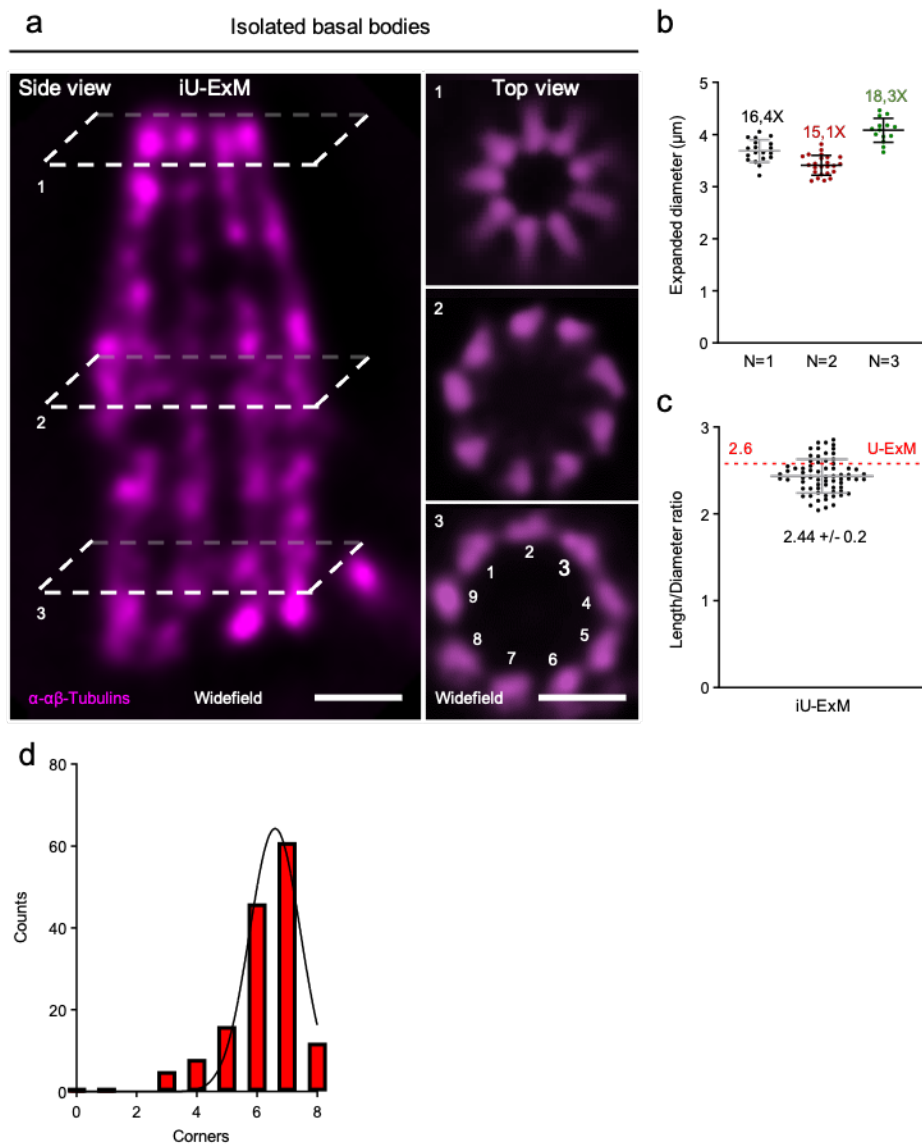 a
Isolated basal bodies
Side view
iU-ExM
1
2
3
α-αβ-Tubulins
Widefield
Top view
1
2
3
1
2
3
4
5
6
7
8
9
Widefield
b
Expanded diameter (μm)
5
4
3
2
1
0
16,4X
15,1X
18,3X
N=1
N=2
N=3
c
Length/Diameter ratio
3
2
1
0
2.6
U-ExM
2.44 +/- 0.2
iU-ExM
d
Counts
80
60
40
20
0
0
2
4
6
8
Corners